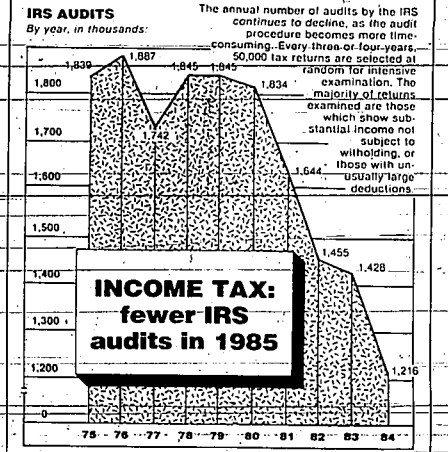 IRS AUDITS
By year, in thousands:
The annual number of audits by the IRS
continues to decline, as the audit
procedure becomes more time-
consuming. Every three or four years,
50,000 tax returns are selected at
random for intensive
examination. The
majority of returns
examined are those
which show sub-
stantial income not
subject to
witholding, or
those with un-
usually large
deductions.
1,839
1,887
1,742
1,845
1,845
1,834
1,644
1,455
1,428
1,216
1,800
1,700
1,600
1,500
1,400
1,300
1,200
0
INCOME TAX:
fewer IRS
audits in 1985
75 76 77 78 79 80 81 82 83 84